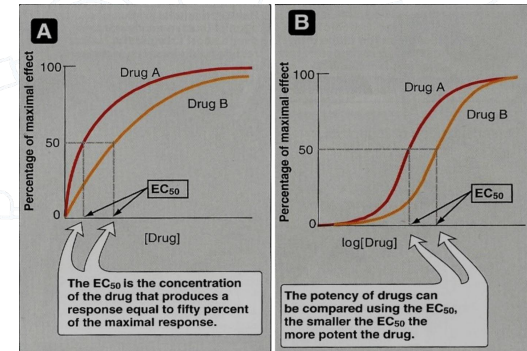 A
Percentage of maximal effect
100
50
0
Drug A
Drug B
EC50
[Drug]
The EC50 is the concentration
of the drug that produces a
response equal to fifty percent
of the maximal response.
B
Percentage of maximal effect
100
50
0
Drug A
Drug B
EC50
log[Drug]
The potency of drugs can
be compared using the EC50,
the smaller the EC50 the
more potent the drug.